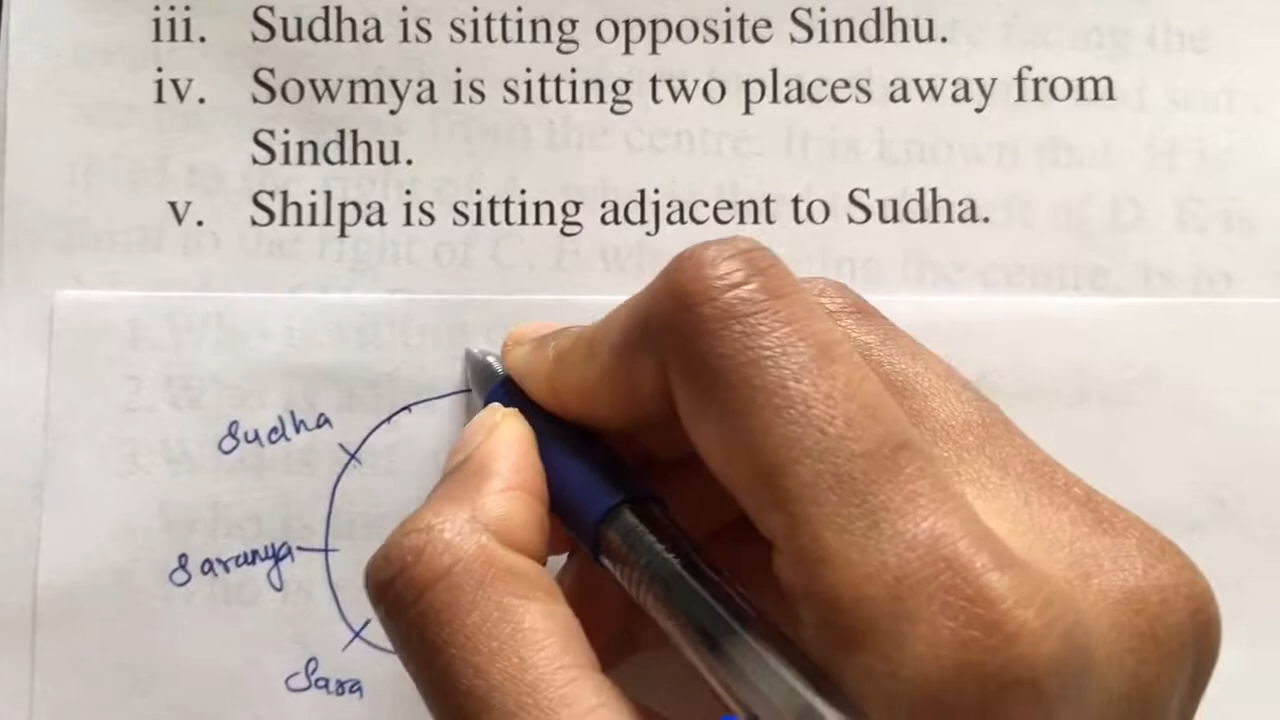 iii. Sudha is sitting opposite Sindhu.
iv. Sowmya is sitting two places away from
Sindhu.
v. Shilpa is sitting adjacent to Sudha.
Sudha
Saranya
Sara